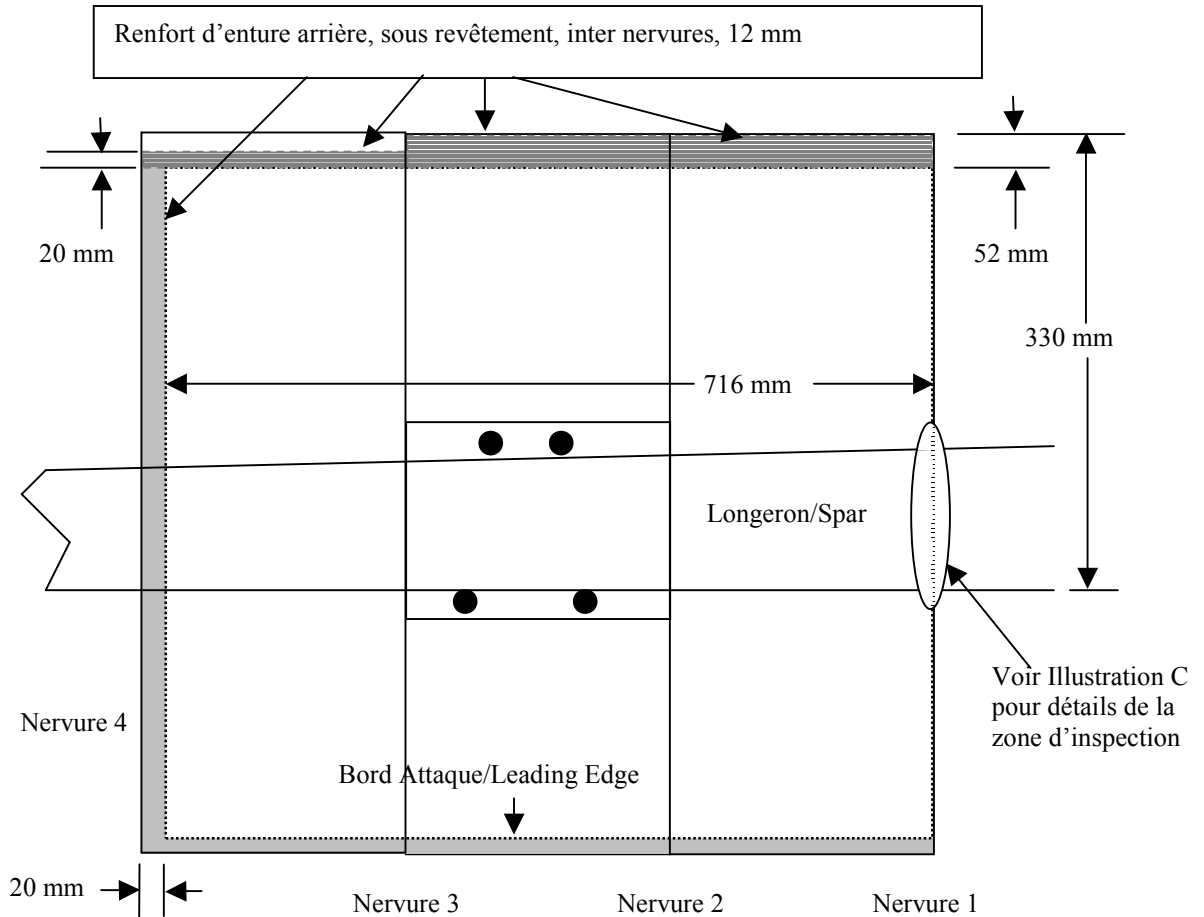 Renfort d'enture arrière, sous revêtement, inter nervures, 12 mm
20 mm
52 mm
330 mm
716 mm
Longeron/Spar
Voir Illustration C
pour détails de la
zone d'inspection
Nervure 4
Bord Attaque/Leading Edge
20 mm
Nervure 3
Nervure 2
Nervure 1